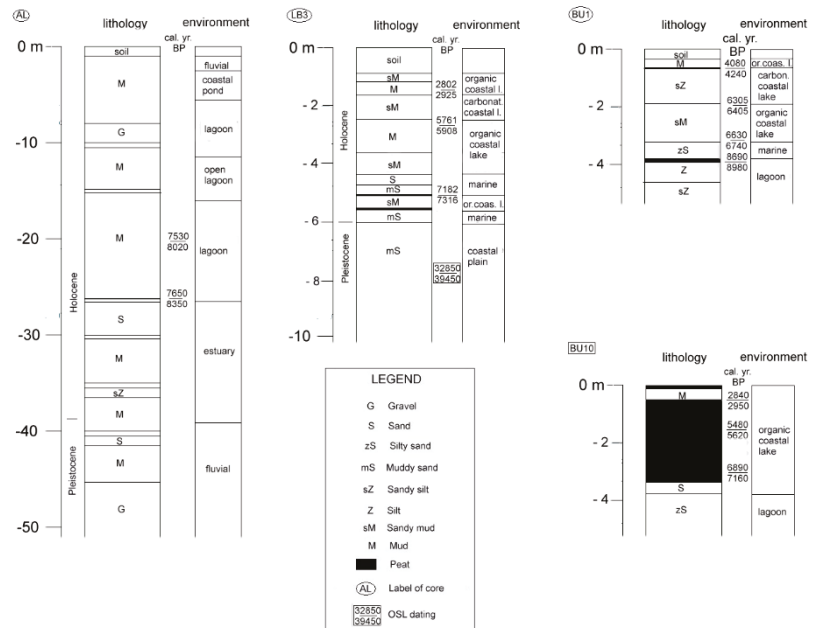 AL
lithology
environment
cal. yr.
BP
0 m
-10
-20
-30
-40
-50
Holocene
Pleistocene
soil
M
G
M
M
S
M
sZ
M
S
M
G
7530
8020
7650
8350
fluvial
coastal
pond
lagoon
open
lagoon
lagoon
estuary
fluvial
LB3
lithology
environment
cal. yr.
BP
0 m
- 2
- 4
- 6
- 8
-10
Holocene
Pleistocene
soil
sM
M
sM
M
sM
S
mS
sM
mS
mS
2802
2925
5761
5908
7182
7316
32850
39450
organic
coastal l.
carbonat.
coastal l.
organic
coastal
lake
marine
or.coas. l.
marine
coastal
plain
BU1
lithology
environment
cal. yr.
BP
0 m
- 2
- 4
soil
M
sZ
sM
zS
Z
sZ
4080
4240
6305
6405
6630
6740
8690
8980
or.coas. l.
carbon.
coastal
lake
organic
coastal
lake
marine
lagoon
BU10
lithology
environment
cal. yr.
BP
0 m
- 2
- 4
M
S
zS
2840
2950
5480
5620
6890
7160
organic
coastal
lake
lagoon
LEGEND
G Gravel
S Sand
zS Silty sand
mS Muddy sand
sZ Sandy silt
Z Silt
sM Sandy mud
M Mud
Peat
AL Label of core
32850
39450 OSL dating